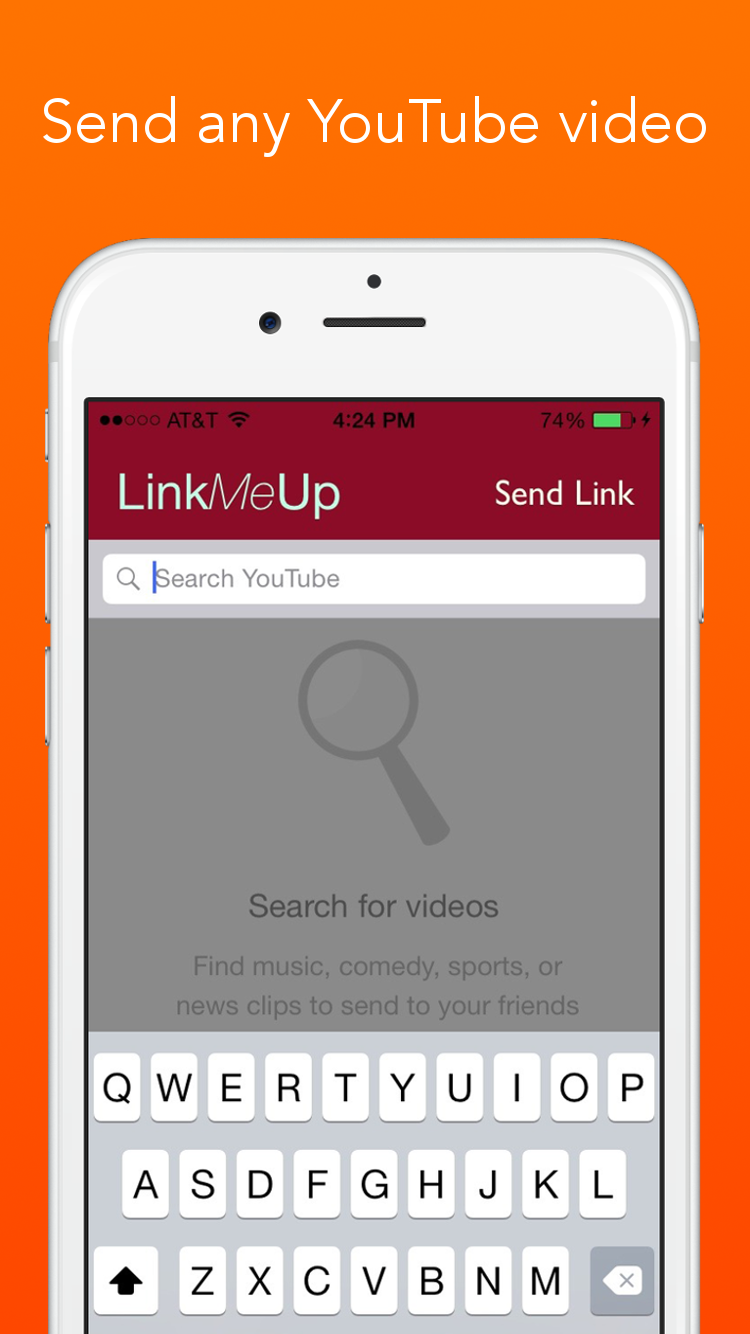 Send any YouTube video
AT&T 4:24 PM 74%
LinkMeUp Send Link
Search YouTube
Search for videos
Find music, comedy, sports, or
news clips to send to your friends
Q W E R T Y U I O P
A S D F G H J K L
Z X C V B N M